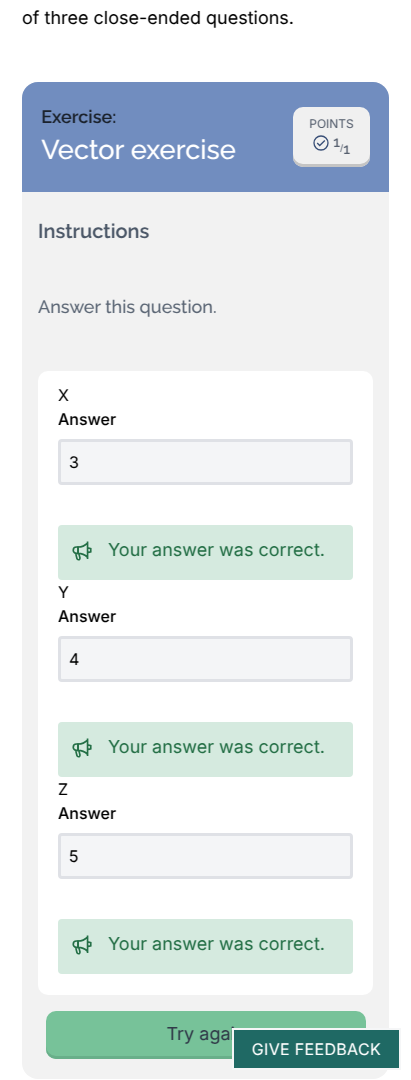 of three close-ended questions.
Exercise:
Vector exercise
POINTS
1/1
Instructions
Answer this question.
X
Answer
3
Your answer was correct.
Y
Answer
4
Your answer was correct.
Z
Answer
5
Your answer was correct.
Try aga
GIVE FEEDBACK